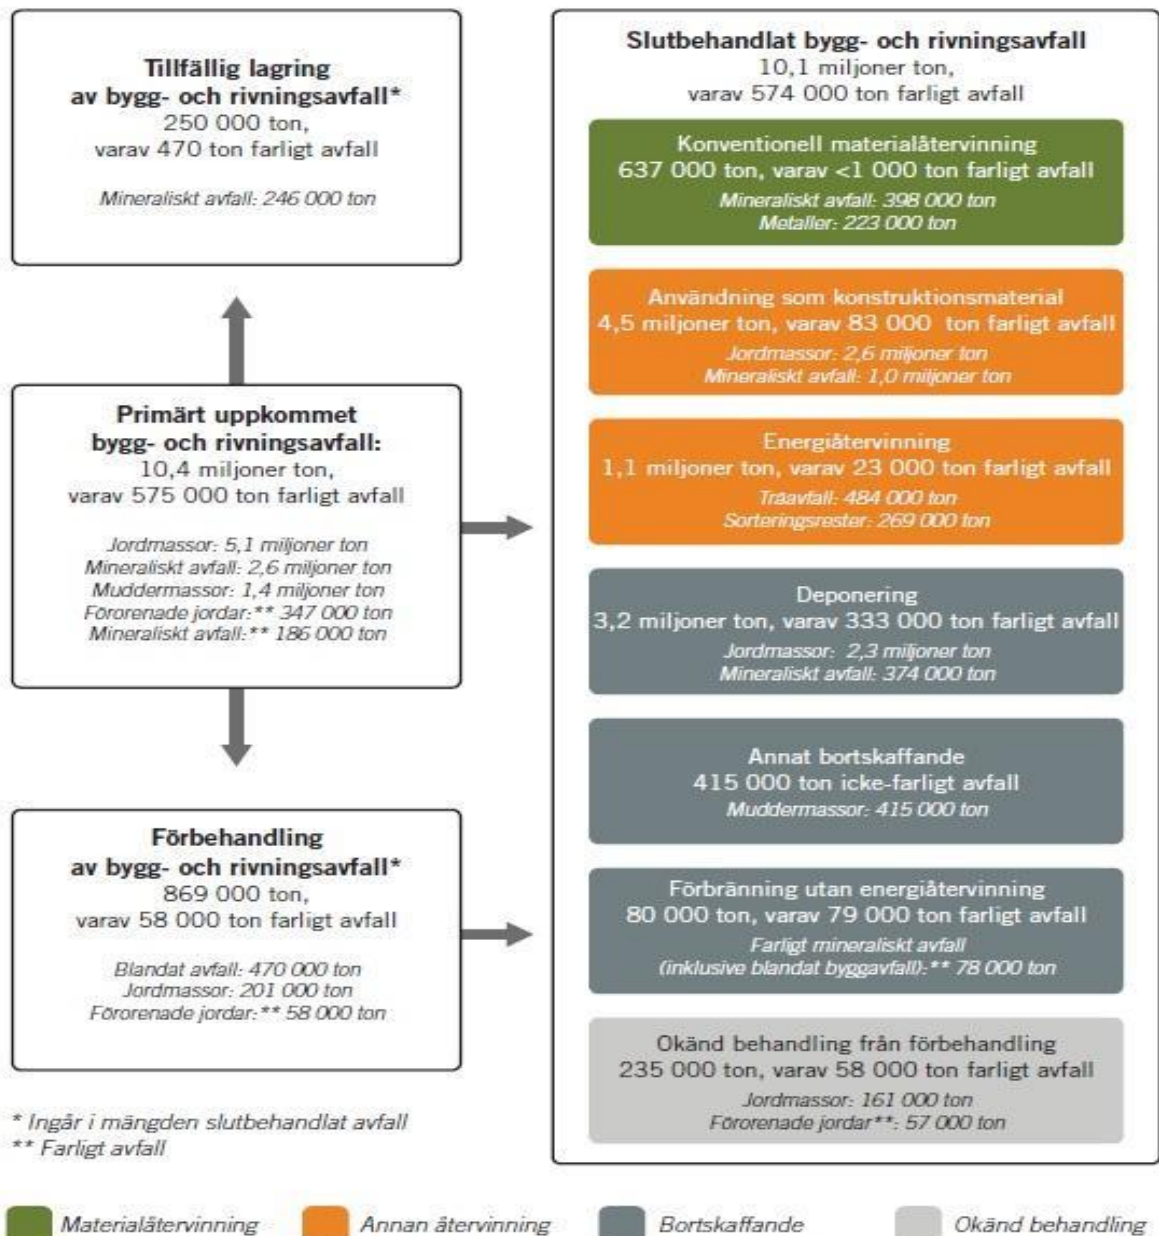 Tillfällig lagring
av bygg- och rivningsavfall*
250 000 ton,
varav 470 ton farligt avfall
Mineraliskt avfall: 246 000 ton
Primärt uppkommet
bygg- och rivningsavfall:
10,4 miljoner ton,
varav 575 000 ton farligt avfall
Jordmassor: 5,1 miljoner ton
Mineraliskt avfall: 2,6 miljoner ton
Muddermassor: 1,4 miljoner ton
Förorenade jordar:** 347 000 ton
Mineraliskt avfall:** 186 000 ton
Förbehandling
av bygg- och rivningsavfall*
869 000 ton,
varav 58 000 ton farligt avfall
Blandat avfall: 470 000 ton
Jordmassor: 201 000 ton
Förorenade jordar:** 58 000 ton
* Ingår i mängden slutbehandlat avfall
** Farligt avfall
Slutbehandlat bygg- och rivningsavfall
10,1 miljoner ton,
varav 574 000 ton farligt avfall
Konventionell materialåtervinning
637 000 ton, varav <1 000 ton farligt avfall
Mineraliskt avfall: 398 000 ton
Metaller: 223 000 ton
Användning som konstruktionsmaterial
4,5 miljoner ton, varav 83 000 ton farligt avfall
Jordmassor: 2,6 miljoner ton
Mineraliskt avfall: 1,0 miljoner ton
Energiåtervinning
1,1 miljoner ton, varav 23 000 ton farligt avfall
Träavfall: 484 000 ton
Sorteringsrester: 269 000 ton
Deponering
3,2 miljoner ton, varav 333 000 ton farligt avfall
Jordmassor: 2,3 miljoner ton
Mineraliskt avfall: 374 000 ton
Annat bortskaffande
415 000 ton icke-farligt avfall
Muddermassor: 415 000 ton
Förbränning utan energiåtervinning
80 000 ton, varav 79 000 ton farligt avfall
Farligt mineraliskt avfall
(inklusive blandat byggavfall):** 78 000 ton
Okänd behandling från förbehandling
235 000 ton, varav 58 000 ton farligt avfall
Jordmassor: 161 000 ton
Förorenade jordar**: 57 000 ton
Materialåtervinning
Annan återvinning
Bortskaffande
Okänd behandling